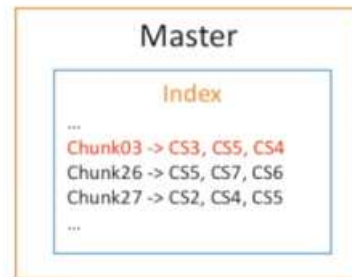 Master
Index
...
Chunk03 -> CS3, CS5, CS4
Chunk26 -> CS5, CS7, CS6
Chunk27 -> CS2, CS4, CS5
...